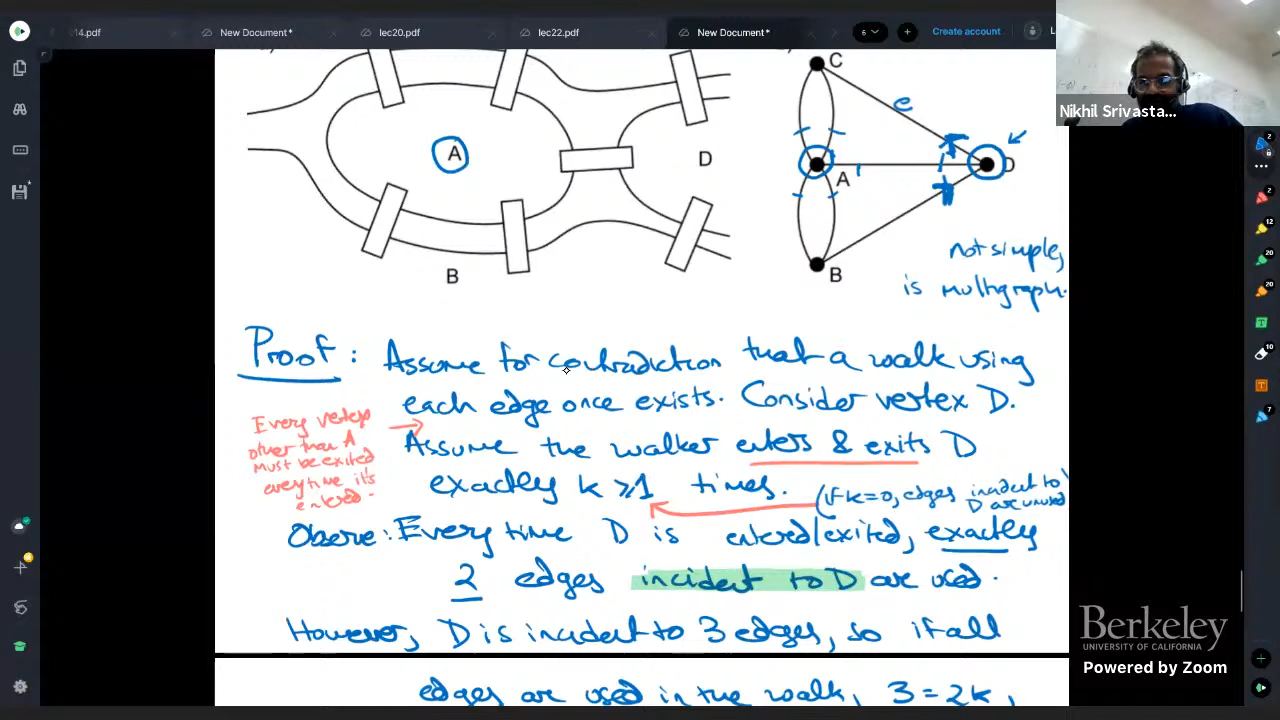 .14.pdf
New Document*
lec20.pdf
lec22.pdf
New Document*
6
Create account
Nikhil Srivasta...
A
D
B
C
e
A
D
B
not simple,
is multigraph.
Proof: Assume for contradiction that a walk using
each edge once exists. Consider vertex D.
Every vertex
other than A
must be exited
every time it's
entered.
Assume the walker enters & exits D
exactly k ≥ 1 times.
(if k=0, edges incident to
D are unused
Observe: Every time D is entered/exited, exactly
2 edges incident to D are used.
However, D is incident to 3 edges, so if all
edges are used in the walk, 3 = 2k,
Berkeley
UNIVERSITY OF CALIFORNIA
Powered by Zoom